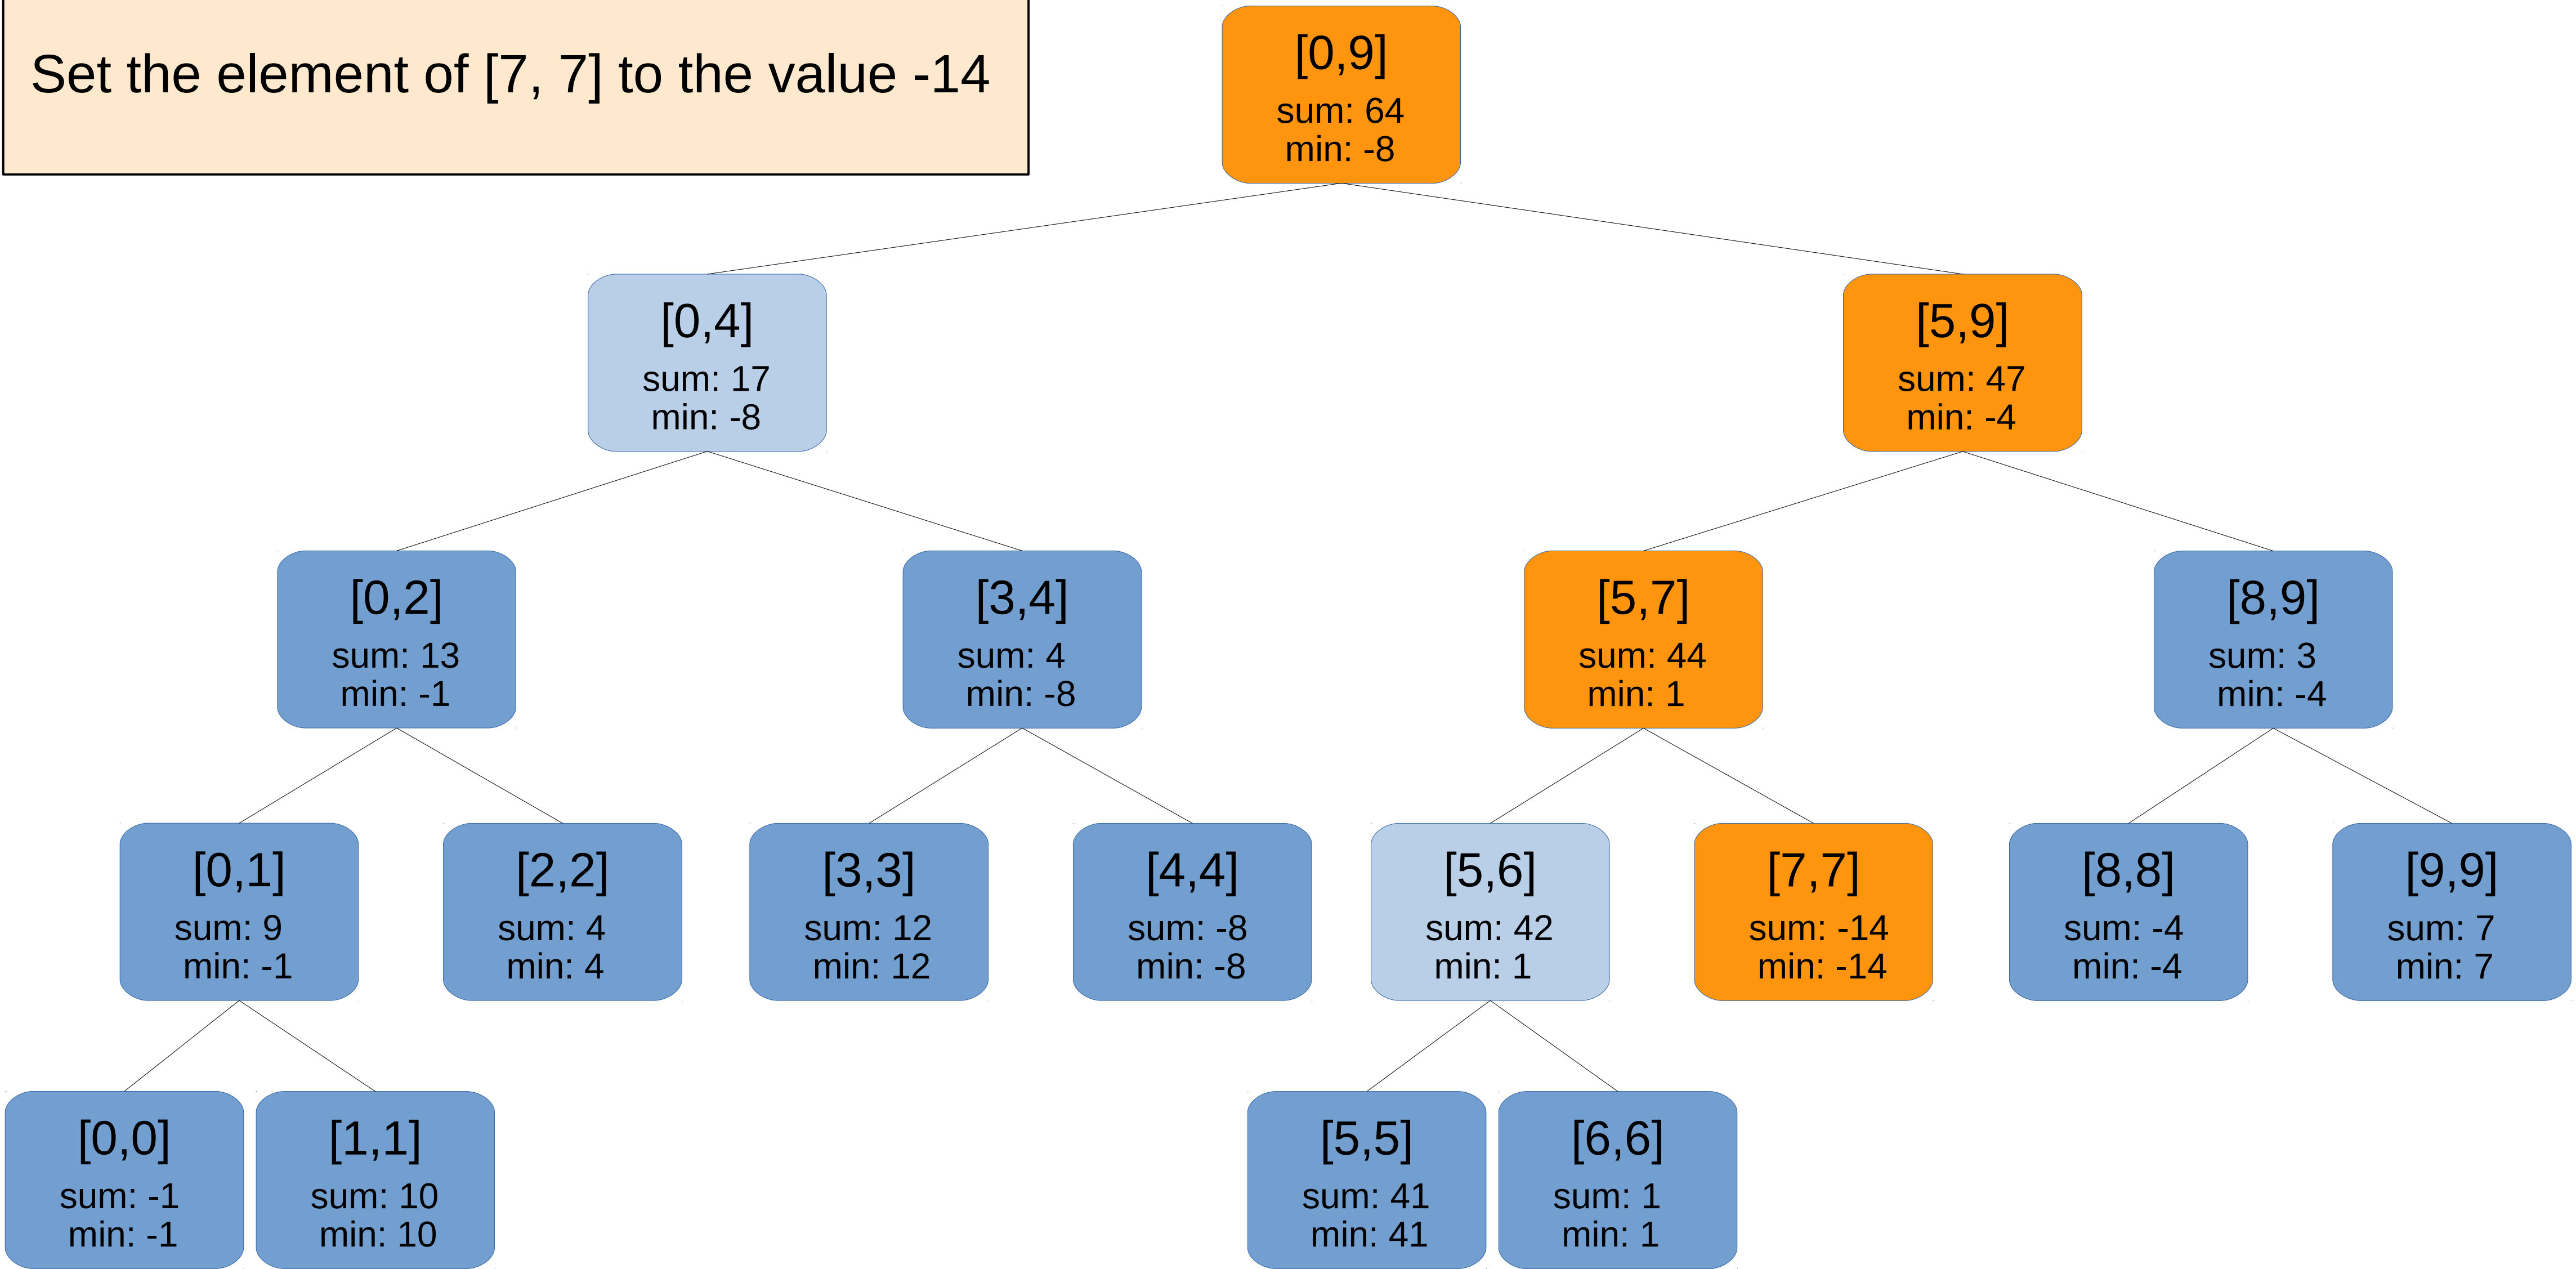 Set the element of [7, 7] to the value -14
[0,9]
sum: 64
min: -8
[0,4]
sum: 17
min: -8
[5,9]
sum: 47
min: -4
[0,2]
sum: 13
min: -1
[3,4]
sum: 4
min: -8
[5,7]
sum: 44
min: 1
[8,9]
sum: 3
min: -4
[0,1]
sum: 9
min: -1
[2,2]
sum: 4
min: 4
[3,3]
sum: 12
min: 12
[4,4]
sum: -8
min: -8
[5,6]
sum: 42
min: 1
[7,7]
sum: -14
min: -14
[8,8]
sum: -4
min: -4
[9,9]
sum: 7
min: 7
[0,0]
sum: -1
min: -1
[1,1]
sum: 10
min: 10
[5,5]
sum: 41
min: 41
[6,6]
sum: 1
min: 1